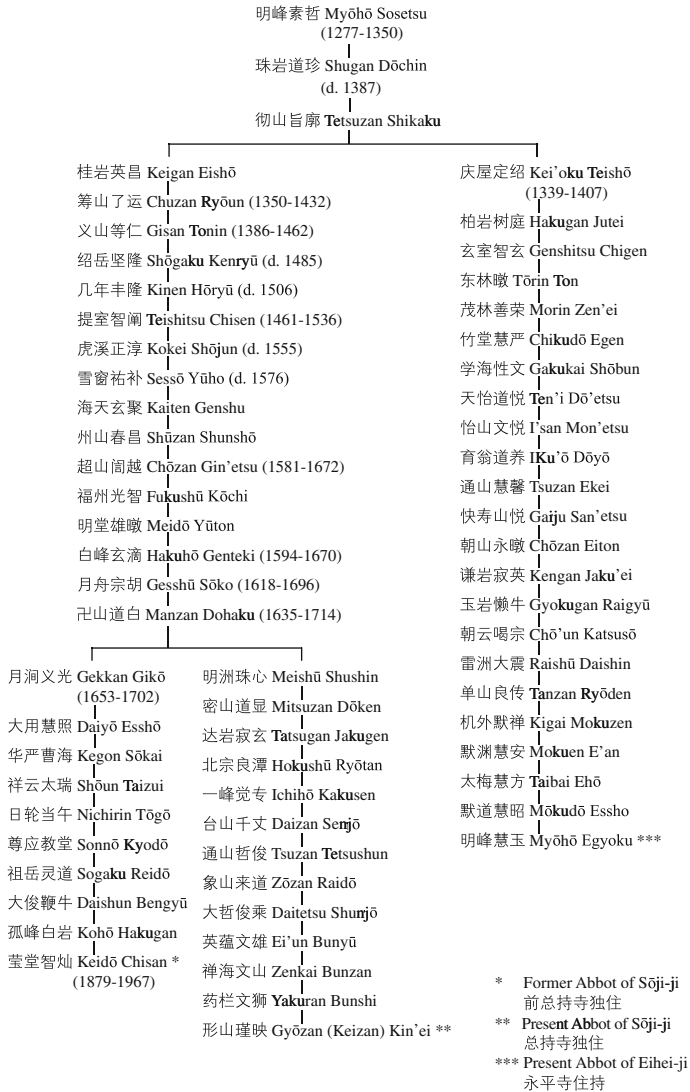 明峰素哲 Myōhō Sosetsu
(1277-1350)
珠岩道珍 Shugan Dōchin
(d. 1387)
彻山旨廓 Tetsuzan Shikaku
桂岩英昌 Keigan Eishō
筹山了运 Chuzan Ryōun (1350-1432)
义山等仁 Gisan Tonin (1386-1462)
绍岳坚隆 Shōgaku Kenryū (d. 1485)
几年丰隆 Kinen Hōryū (d. 1506)
提室智阐 Teishitsu Chisen (1461-1536)
虎溪正淳 Kokei Shōjun (d. 1555)
雪窗祐补 Sessō Yūho (d. 1576)
海天玄聚 Kaiten Genshu
州山春昌 Shūzan Shunshō
超山訚越 Chōzan Gin'etsu (1581-1672)
福州光智 Fukushū Kōchi
明堂雄暾 Meidō Yūton
白峰玄滴 Hakuhō Genteki (1594-1670)
月舟宗胡 Gesshū Sōko (1618-1696)
卍山道白 Manzan Dohaku (1635-1714)
月涧义光 Gekkan Gikō
(1653-1702)
大用慧照 Daiyō Esshō
华严曹海 Kegon Sōkai
祥云太瑞 Shōun Taizui
日轮当午 Nichirin Tōgō
尊应教堂 Sonnō Kyodō
祖岳灵道 Sogaku Reidō
大俊鞭牛 Daishun Bengyū
孤峰白岩 Kohō Hakugan
莹堂智灿 Keidō Chisan *
(1879-1967)
明洲珠心 Meishū Shushin
密山道显 Mitsuzan Dōken
达岩寂玄 Tatsugan Jakugen
北宗良潭 Hokushū Ryōtan
一峰觉专 Ichihō Kakusen
台山千丈 Daizan Senjō
通山哲俊 Tsuzan Tetsushun
象山来道 Zōzan Raidō
大哲俊乘 Daitetsu Shunjō
英蕴文雄 Ei'un Bunyū
禅海文山 Zenkai Bunzan
药栏文狮 Yakuran Bunshi
形山瑾映 Gyōzan (Keizan) Kin'ei **
庆屋定绍 Kei'oku Teishō
(1339-1407)
柏岩树庭 Hakugan Jutei
玄室智玄 Genshitsu Chigen
东林暾 Tōrin Ton
茂林善荣 Morin Zen'ei
竹堂慧严 Chikudō Egen
学海性文 Gakukai Shōbun
天怡道悦 Ten'i Dō'etsu
怡山文悦 I'san Mon'etsu
育翁道养 IKu'ō Dōyō
通山慧馨 Tsuzan Ekei
快寿山悦 Gaiju San'etsu
朝山永暾 Chōzan Eiton
谦岩寂英 Kengan Jaku'ei
玉岩懒牛 Gyokugan Raigyū
朝云喝宗 Chō'un Katsusō
雷洲大震 Raishū Daishin
单山良传 Tanzan Ryōden
机外默禅 Kigai Mokuzen
默渊慧安 Mokuen E'an
太梅慧方 Taibai Ehō
默道慧昭 Mōkudō Essho
明峰慧玉 Myōhō Egyoku ***
* Former Abbot of Sōji-ji
前总持寺独住
** Present Abbot of Sōji-ji
总持寺独住
*** Present Abbot of Eihei-ji
永平寺住持